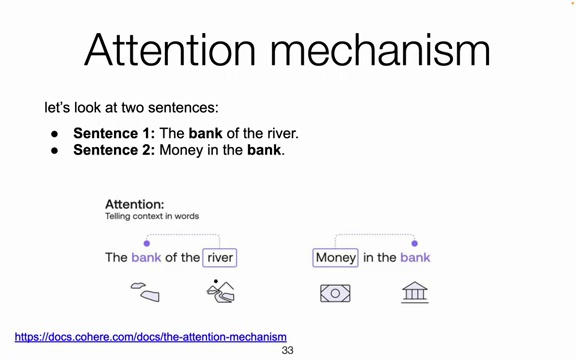 Attention mechanism
let's look at two sentences:
● Sentence 1: The bank of the river.
● Sentence 2: Money in the bank.
Attention:
Telling context in words
The bank of the river
Money in the bank
https://docs.cohere.com/docs/the-attention-mechanism
33